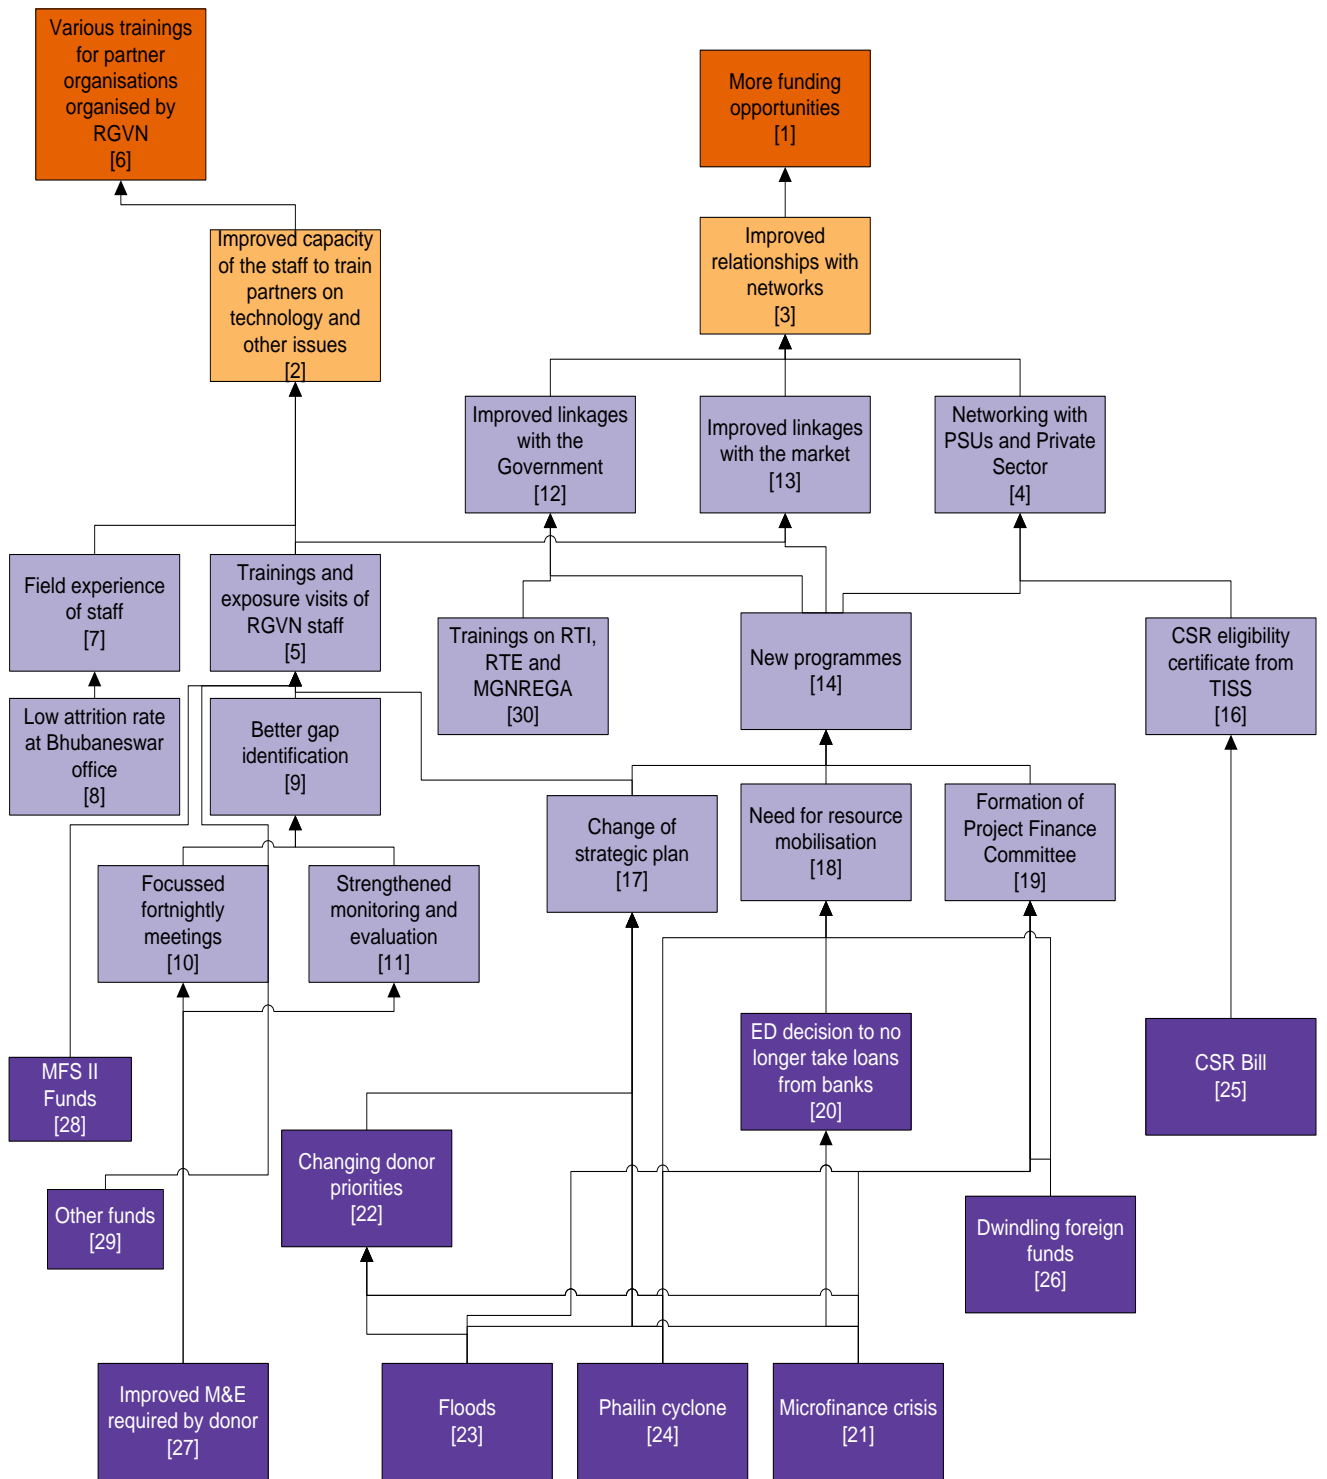 Various trainings
for partner
organisations
organised by
RGVN
[6]
More funding
opportunities
[1]
Improved capacity
of the staff to train
partners on
technology and
other issues
[2]
Improved
relationships with
networks
[3]
Improved linkages
with the
Government
[12]
Improved linkages
with the market
[13]
Networking with
PSUs and Private
Sector
[4]
Field experience
of staff
[7]
Trainings and
exposure visits of
RGVN staff
[5]
Trainings on RTI,
RTE and
MGNREGA
[30]
New programmes
[14]
CSR eligibility
certificate from
TISS
[16]
Low attrition rate
at Bhubaneswar
office
[8]
Better gap
identification
[9]
Change of
strategic plan
[17]
Need for resource
mobilisation
[18]
Formation of
Project Finance
Committee
[19]
Focussed
fortnightly
meetings
[10]
Strengthened
monitoring and
evaluation
[11]
MFS II
Funds
[28]
ED decision to no
longer take loans
from banks
[20]
CSR Bill
[25]
Changing donor
priorities
[22]
Other funds
[29]
Dwindling foreign
funds
[26]
Improved M&E
required by donor
[27]
Floods
[23]
Phailin cyclone
[24]
Microfinance crisis
[21]